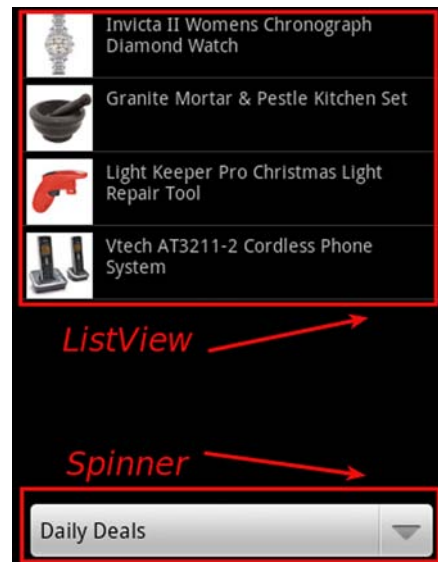 Invicta II Womens Chronograph
Diamond Watch
Granite Mortar & Pestle Kitchen Set
Light Keeper Pro Christmas Light
Repair Tool
Vtech AT3211-2 Cordless Phone
System
ListView
Spinner
Daily Deals